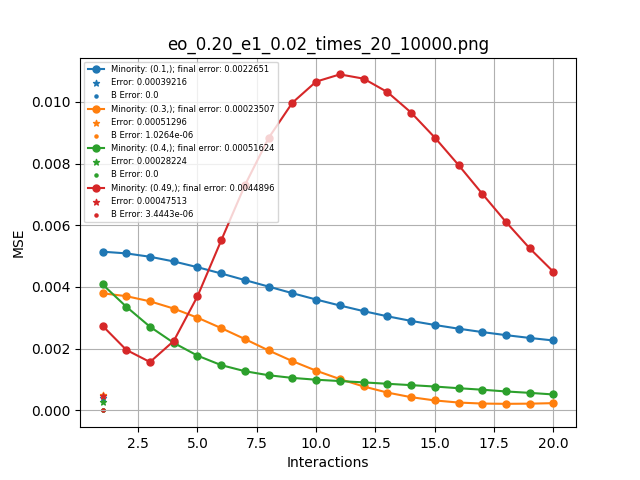 eo_0.20_e1_0.02_times_20_10000.png
Minority: (0.1,); final error: 0.0022651
Error: 0.00039216
B Error: 0.0
Minority: (0.3,); final error: 0.00023507
Error: 0.00051296
B Error: 1.0264e-06
Minority: (0.4,); final error: 0.00051624
Error: 0.00028224
B Error: 0.0
Minority: (0.49,); final error: 0.0044896
Error: 0.00047513
B Error: 3.4443e-06
0.010
0.008
0.006
0.004
0.002
0.000
MSE
2.5 5.0 7.5 10.0 12.5 15.0 17.5 20.0
Interactions